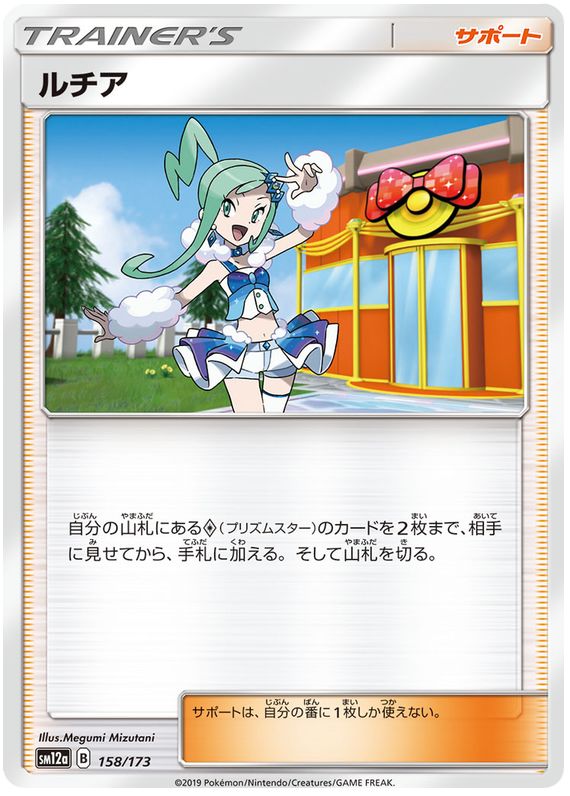 TRAINER'S
サポート
ルチア
自分の山札にある◇(プリズムスター)のカードを2枚まで、相手
に見せてから、手札に加える。そして山札を切る。
サポートは、自分の番に1枚しか使えない。
Illus.Megumi Mizutani
sm12a B 158/173
©2019 Pokémon/Nintendo/Creatures/GAME FREAK.